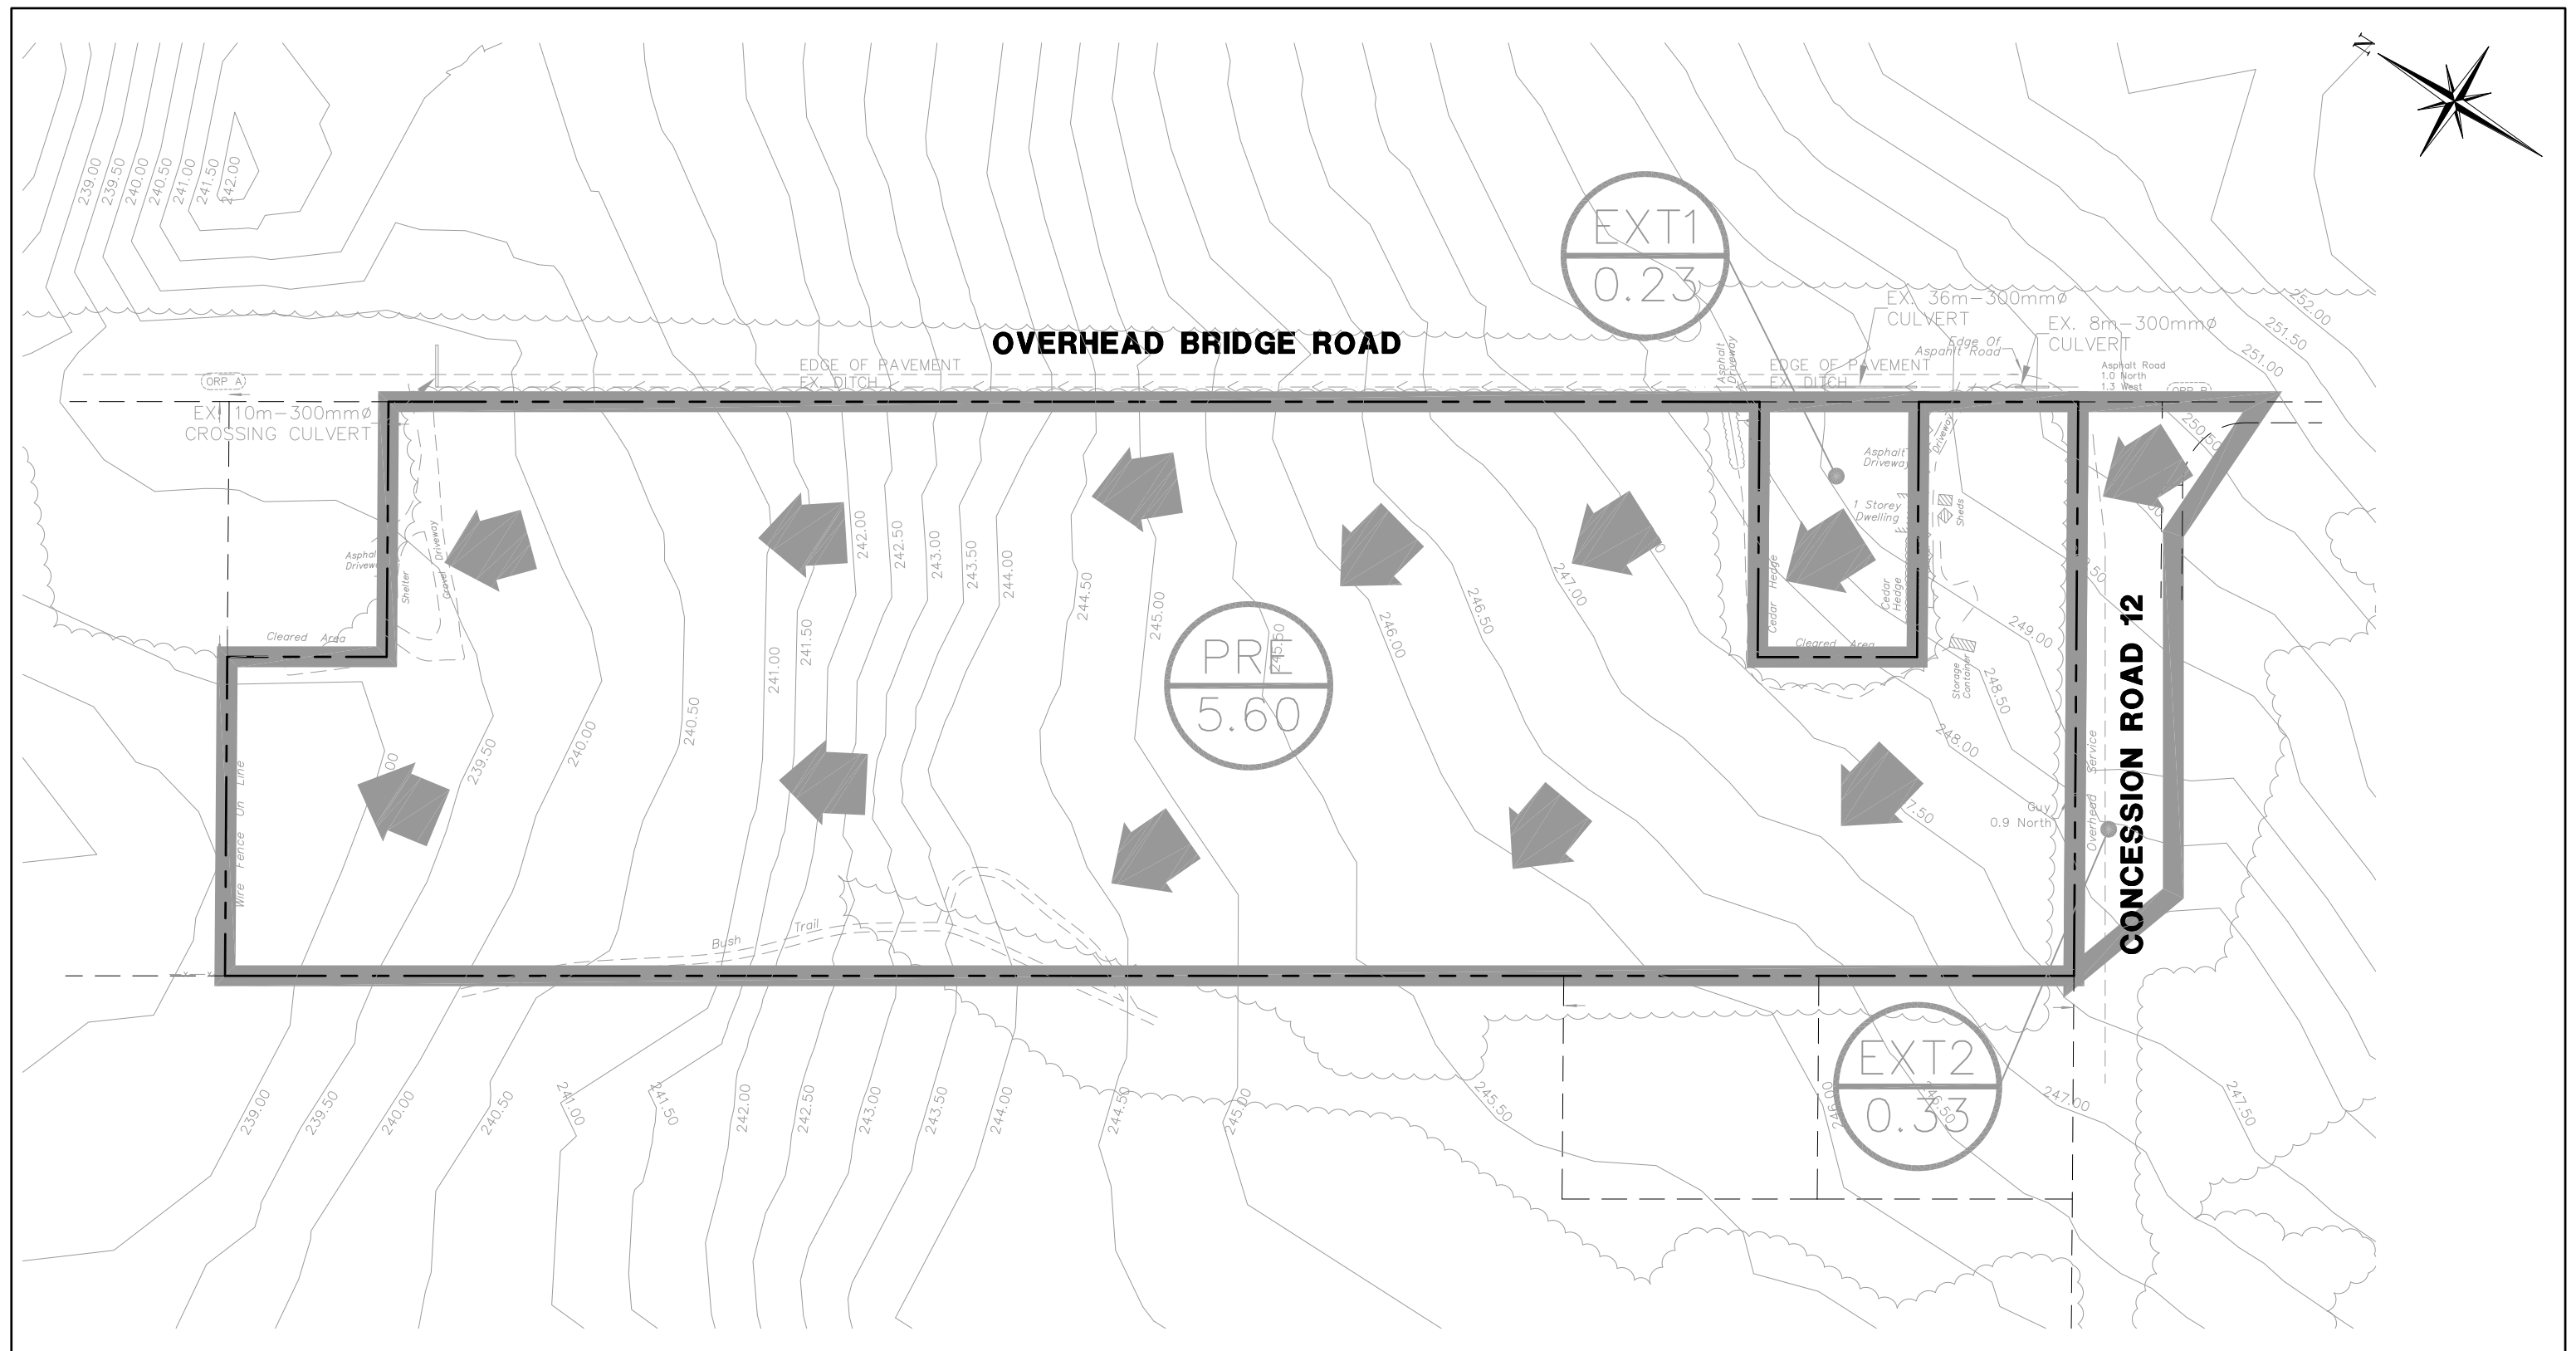 N
239.00
239.50
240.00
240.50
241.00
241.50
242.00
EXT1
0.23
OVERHEAD BRIDGE ROAD
EX. 36m-300mmø
CULVERT
EX. 8m-300mmø
CULVERT
Edge Of
Aspahlt Road
252.00
251.50
251.00
250.50
Asphalt Road
1.0 North
1.3 West
EDGE OF PAVEMENT
EX. DITCH
EDGE OF PAVEMENT
EX. DITCH
ORP A
EX. 10m-300mmø
CROSSING CULVERT
Asphalt
Driveway
Asphalt
Driveway
Driveway
1 Storey
Dwelling
Sheds
Cedar Hedge
Cedar
Hedge
Cleared Area
Storage
Container
Shelter
Gravel Driveway
Cleared Area
Wire Fence On Line
239.50
240.00
240.50
241.00
241.50
242.00
242.50
243.00
243.50
244.00
244.50
245.00
245.50
246.00
246.50
247.00
248.00
248.50
249.00
PRE
5.60
CONCESSION ROAD 12
Overhead Service
Guy
0.9 North
Bush Trail
EXT2
0.33
239.00
239.50
240.00
240.50
241.00
241.50
242.00
242.50
243.00
243.50
244.00
244.50
245.00
245.50
246.00
246.50
247.00
247.50